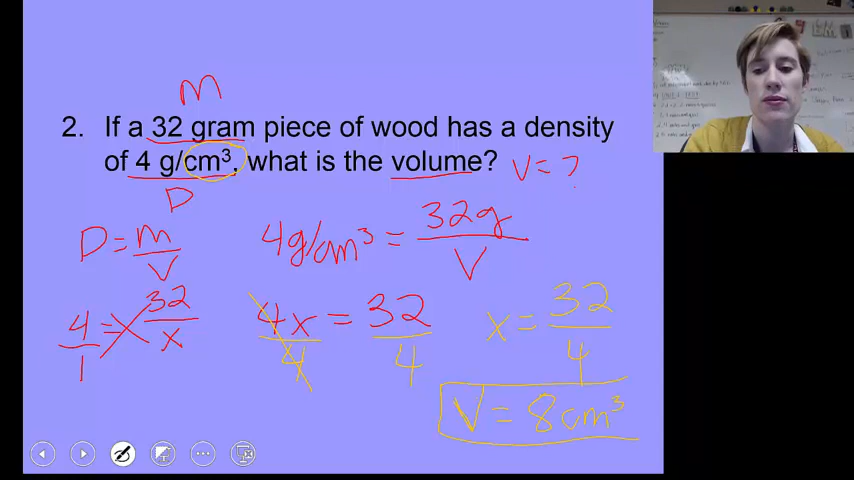 m
2. If a 32 gram piece of wood has a density
of 4 g/cm³, what is the volume? V = ?
D
D = m/V
4g/cm³ = 32g/V
4/1 = 32/x
4x/4 = 32/4
x = 32/4
V = 8cm³